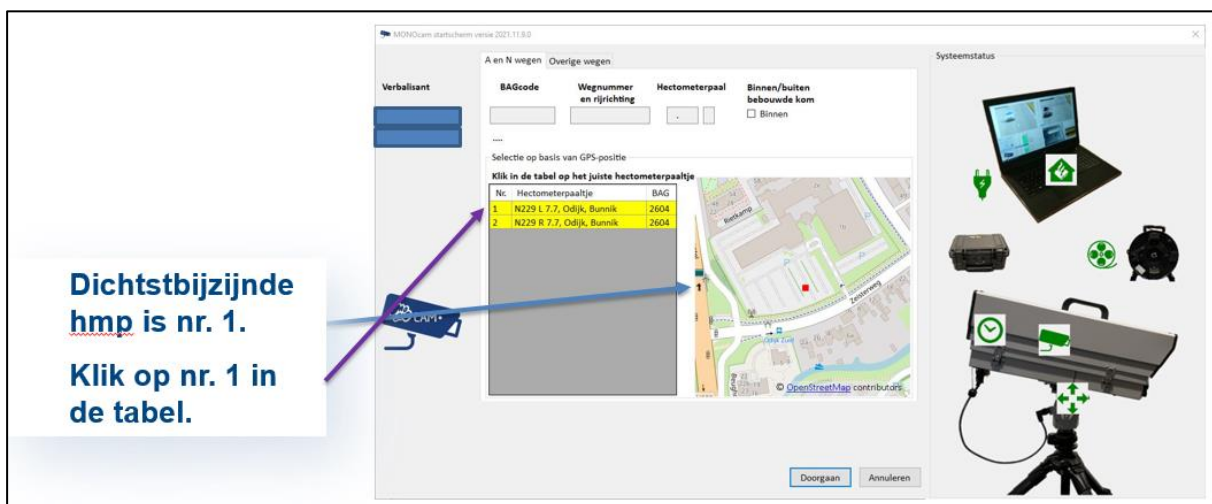 MONOcam startscherm versie 2021.11.8.0
A en N wegen
Overige wegen
Systeemstatus
Verbalisant
BAGcode
Wegnummer
en rijrichting
Hectometerpaal
Binnen/buiten
bebouwde kom
.
Binnen
....
Selectie op basis van GPS-positie
Klik in de tabel op het juiste hectometerpaaltje
Nr. Hectometerpaaltje BAG
1 N229 L 7.7, Odijk, Bunnik 2604
2 N229 R 7.7, Odijk, Bunnik 2604
Rietkamp
1
Zeisterweg
© OpenStreetMap contributors
Dichtstbijzijnde
hmp is nr. 1.
Klik op nr. 1 in
de tabel.
CAM
Doorgaan
Annuleren